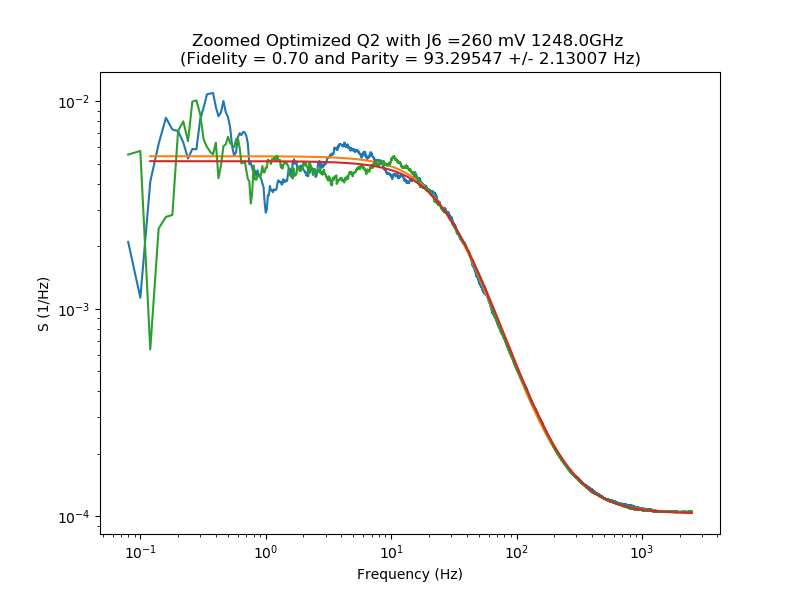 Zoomed Optimized Q2 with J6 =260 mV 1248.0GHz
(Fidelity = 0.70 and Parity = 93.29547 +/- 2.13007 Hz)
S (1/Hz)
10⁻²
10⁻³
10⁻⁴
10⁻¹ 10⁰ 10¹ 10² 10³
Frequency (Hz)